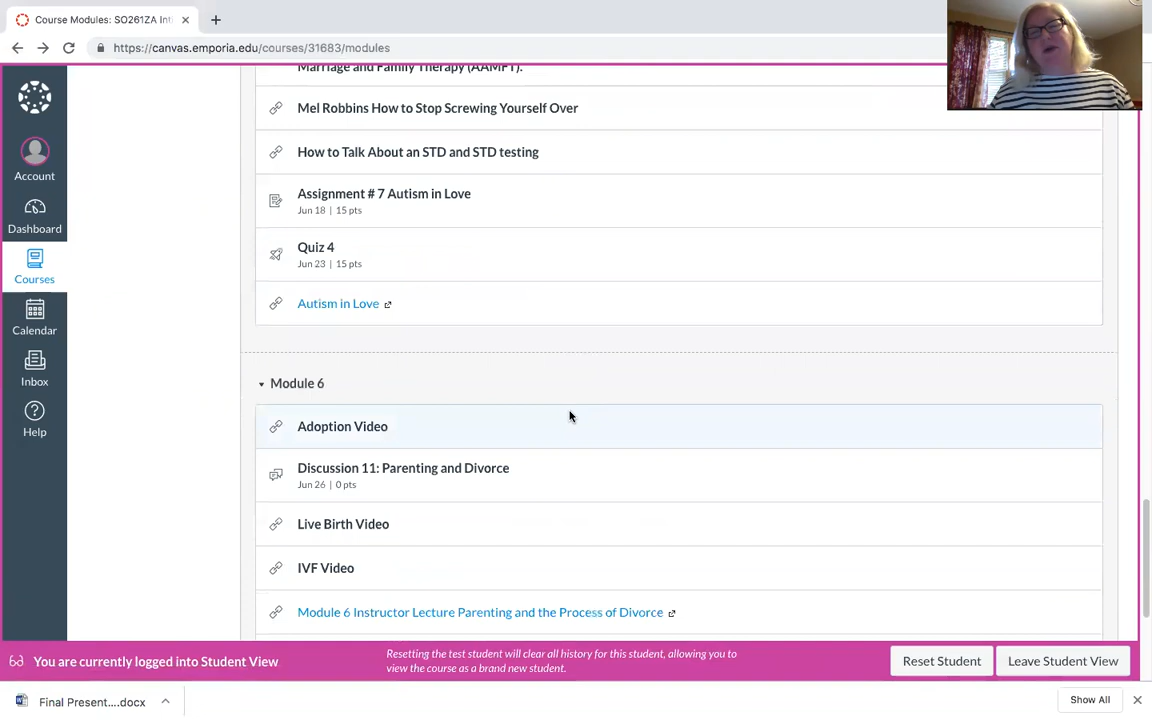 Course Modules: SO261ZA Int
https://canvas.emporia.edu/courses/31683/modules
Marriage and Family Therapy (AAMFT).
Mel Robbins How to Stop Screwing Yourself Over
How to Talk About an STD and STD testing
Assignment # 7 Autism in Love
Jun 18 | 15 pts
Quiz 4
Jun 23 | 15 pts
Autism in Love
Module 6
Adoption Video
Discussion 11: Parenting and Divorce
Jun 26 | 0 pts
Live Birth Video
IVF Video
Module 6 Instructor Lecture Parenting and the Process of Divorce
Account
Dashboard
Courses
Calendar
Inbox
Help
You are currently logged into Student View
Resetting the test student will clear all history for this student, allowing you to
view the course as a brand new student.
Reset Student
Leave Student View
Final Present....docx
Show All